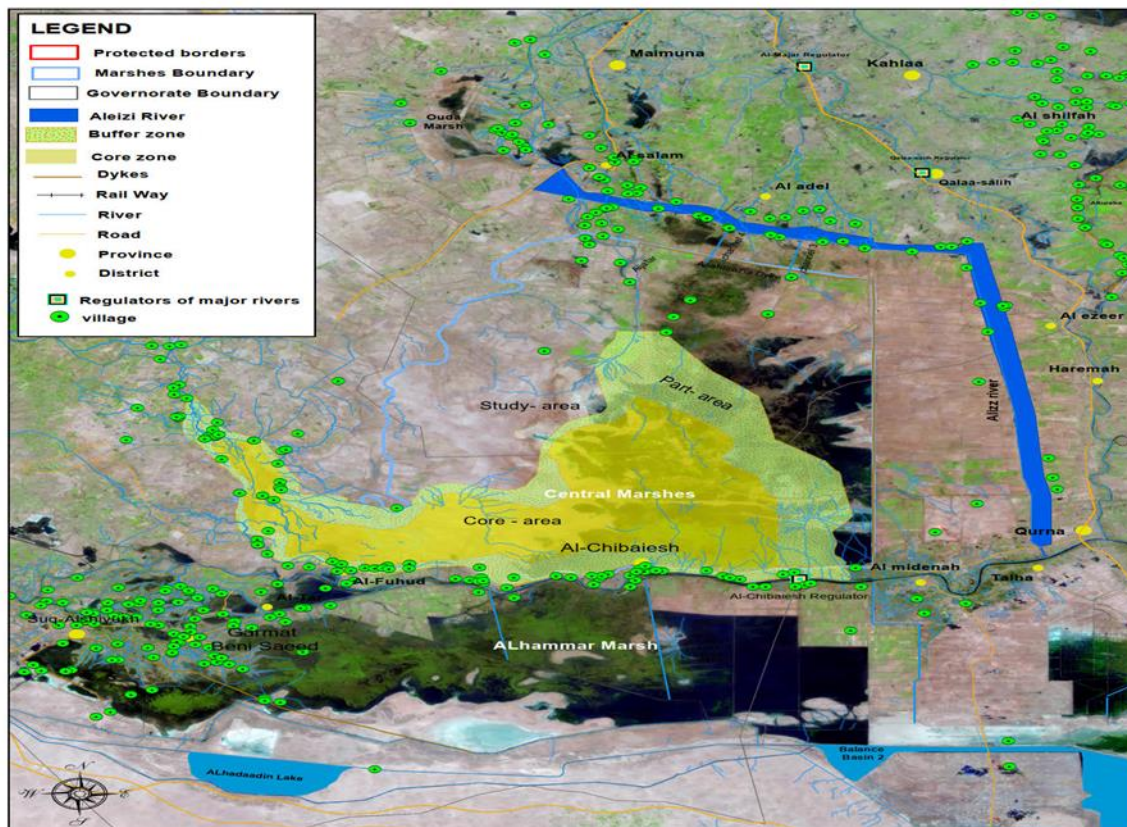 LEGEND
Protected borders
Marshes Boundary
Governorate Boundary
Aleizi River
Buffer zone
Core zone
Dykes
Rail Way
River
Road
Province
District
Regulators of major rivers
village
Maimuna
Al-Majar Regulator
Kahlaa
Ouda
Marsh
Al shilfah
Al salam
Qalaa-salih
Al adel
Al ezeer
Haremah
Alizz river
Study- area
Part- area
Central Marshes
Core - area
Al-Chibaiesh
Qurna
Al-Fuhud
Al midenah
Talha
Al-Chibaiesh Regulator
Garmat
Beni Saeed
ALhammar Marsh
Balance
Basin 2
ALhadaadin Lake
N
W
E
S